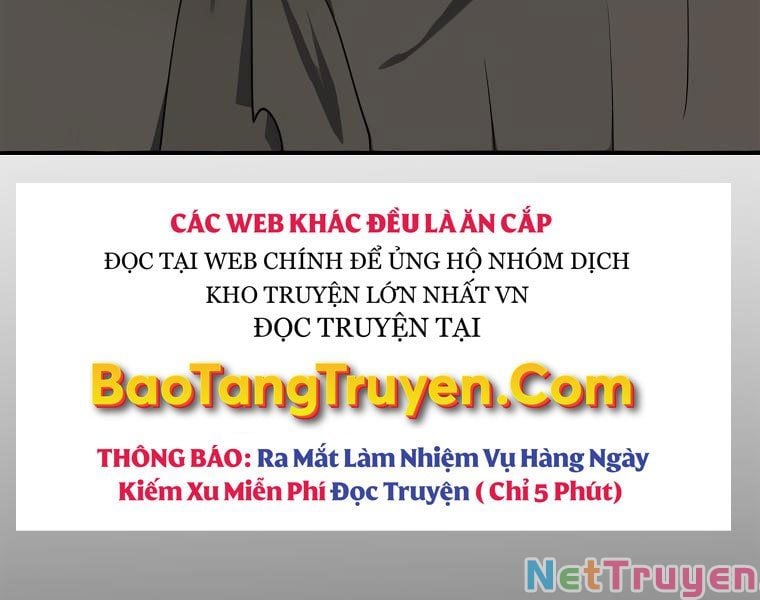 CÁC WEB KHÁC ĐỀU LÀ ĂN CẮP
ĐỌC TẠI WEB CHÍNH ĐỂ ỦNG HỘ NHÓM DỊCH
KHO TRUYỆN LỚN NHẤT VN
ĐỌC TRUYỆN TẠI
BaoTangTruyen.Com
THÔNG BÁO: Ra Mắt Làm Nhiệm Vụ Hàng Ngày
Kiếm Xu Miễn Phí Đọc Truyện ( Chỉ 5 Phút)
NetTruyen